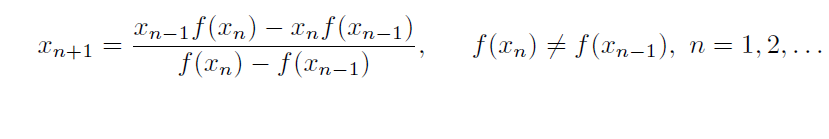 x_{n+1} = \frac{x_{n-1}f(x_n) - x_n f(x_{n-1})}{f(x_n) - f(x_{n-1})}, \qquad f(x_n) \neq f(x_{n-1}), \; n = 1, 2, \ldots